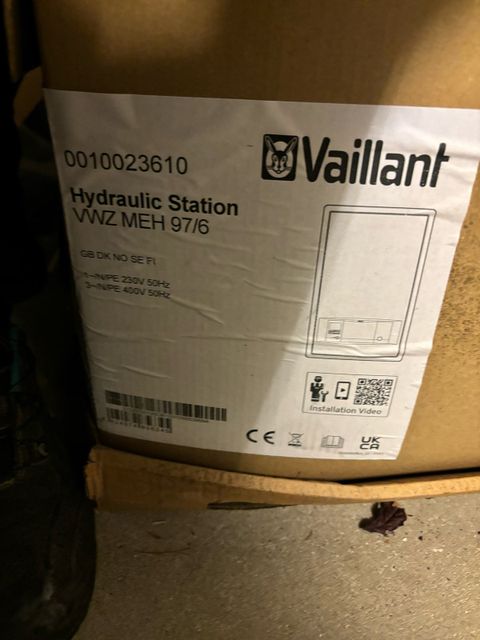 0010023610
Vaillant
Hydraulic Station
VWZ MEH 97/6
GB DK NO SE FI
1~/N/PE 230V 50Hz
3~/N/PE 400V 50Hz
Installation Video
CE
UK
CA